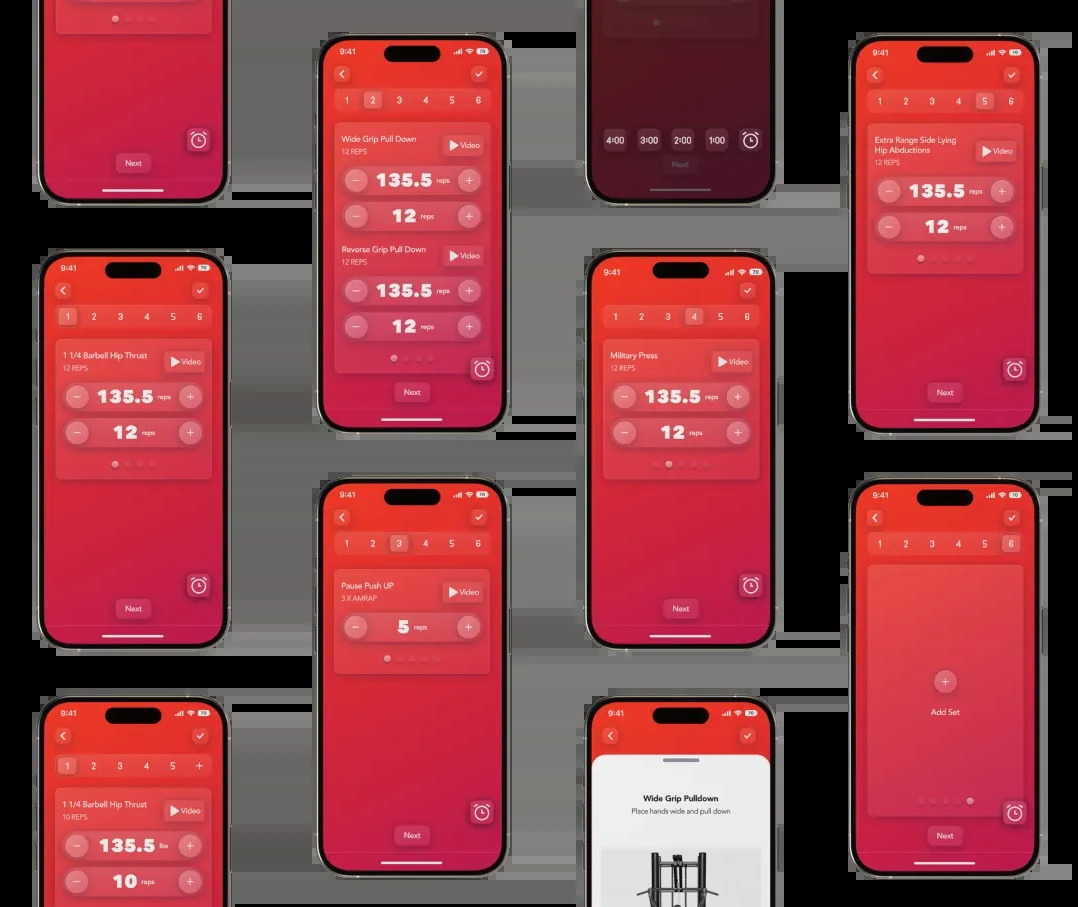 Next
9:41
70
1 2 3 4 5 6
Wide Grip Pull Down
12 REPS
Video
135.5 reps
12 reps
Reverse Grip Pull Down
12 REPS
Video
135.5 reps
12 reps
Next
4:00 3:00 2:00 1:00
Next
9:41
70
1 2 3 4 5 6
Extra Range Side Lying
Hip Abductions
12 REPS
Video
135.5 reps
12 reps
Next
9:41
70
1 2 3 4 5 6
1 1/4 Barbell Hip Thrust
12 REPS
Video
135.5 reps
12 reps
Next
9:41
70
1 2 3 4 5 6
Military Press
12 REPS
Video
135.5 reps
12 reps
Next
9:41
70
1 2 3 4 5 6
Pause Push UP
3 X AMRAP
Video
5 reps
Next
9:41
70
1 2 3 4 5 6
Add Set
Next
9:41
70
1 2 3 4 5 +
1 1/4 Barbell Hip Thrust
10 REPS
Video
135.5 lbs
10 reps
9:41
70
Wide Grip Pulldown
Place hands wide and pull down